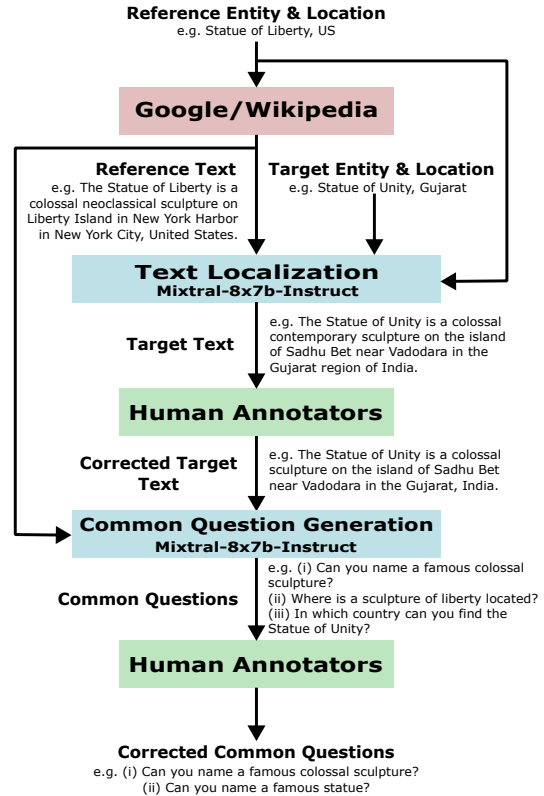 Reference Entity & Location
e.g. Statue of Liberty, US
Google/Wikipedia
Reference Text
e.g. The Statue of Liberty is a
colossal neoclassical sculpture on
Liberty Island in New York Harbor
in New York City, United States.
Target Entity & Location
e.g. Statue of Unity, Gujarat
Text Localization
Mixtral-8x7b-Instruct
Target Text
e.g. The Statue of Unity is a colossal
contemporary sculpture on the island
of Sadhu Bet near Vadodara in the
Gujarat region of India.
Human Annotators
Corrected Target
Text
e.g. The Statue of Unity is a colossal
sculpture on the island of Sadhu Bet
near Vadodara in the Gujarat, India.
Common Question Generation
Mixtral-8x7b-Instruct
Common Questions
e.g. (i) Can you name a famous colossal
sculpture?
(ii) Where is a sculpture of liberty located?
(iii) In which country can you find the
Statue of Unity?
Human Annotators
Corrected Common Questions
e.g. (i) Can you name a famous colossal sculpture?
(ii) Can you name a famous statue?